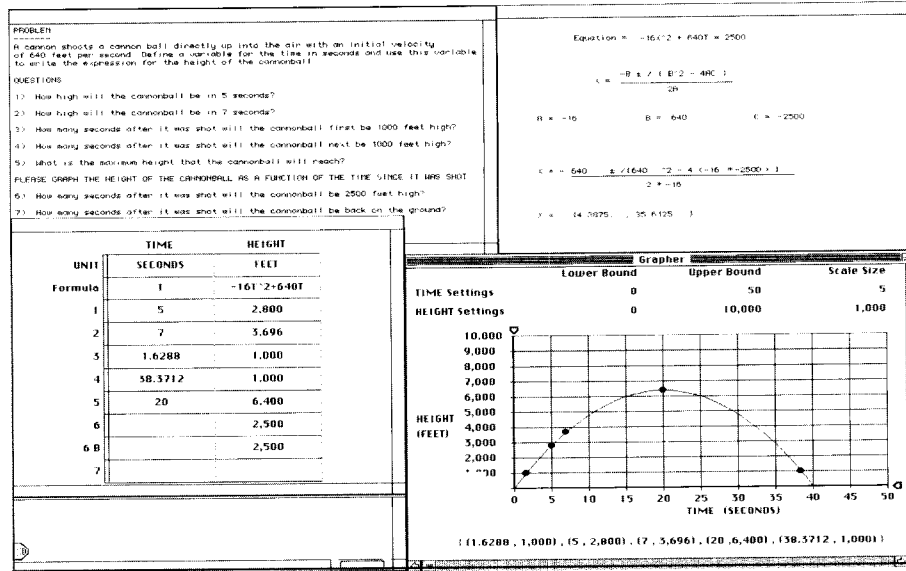 PROBLEM
A cannon shoots a cannon ball directly up into the air with an initial velocity
of 640 feet per second. Define a variable for the time in seconds and use this variable
to write the expression for the height of the cannonball
QUESTIONS
1) How high will the cannonball be in 5 seconds?
2) How high will the cannonball be in 7 seconds?
3) How many seconds after it was shot will the cannonball first be 1000 feet high?
4) How many seconds after it was shot will the cannonball next be 1000 feet high?
5) What is the maximum height that the cannonball will reach?
PLEASE GRAPH THE HEIGHT OF THE CANNONBALL AS A FUNCTION OF THE TIME SINCE IT WAS SHOT
6) How many seconds after it was shot will the cannonball be 2500 feet high?
7) How many seconds after it was shot will the cannonball be back on the ground?
Equation = -16t^2 + 640T = 2500
-B ± √ ( B^2 - 4AC )
2A
A = -16 B = 640 C = -2500
= - 640 ± √(640 ^2 - 4 (-16 *-2500 ) )
2 * -16
= {4.3875, , 35.6125 }
TIME HEIGHT
UNIT SECONDS FEET
Formula T -16T^2+640T
1 5 2,800
2 7 3,696
3 1.6288 1,000
4 38.3712 1,000
5 20 6,400
6 2,500
6 B 2,500
7
Grapher
Lower Bound Upper Bound Scale Size
TIME Settings 0 50 5
HEIGHT Settings 0 10,000 1,000
10,000
9,000
8,000
7,000
6,000
HEIGHT 5,000
(FEET) 4,000
3,000
2,000
0 5 10 15 20 25 30 35 40 45 50
TIME (SECONDS)
{ (1.6288 , 1,000) , (5 , 2,800) , (7 , 3,696) , (20 ,6,400) , (38.3712 , 1,000) }